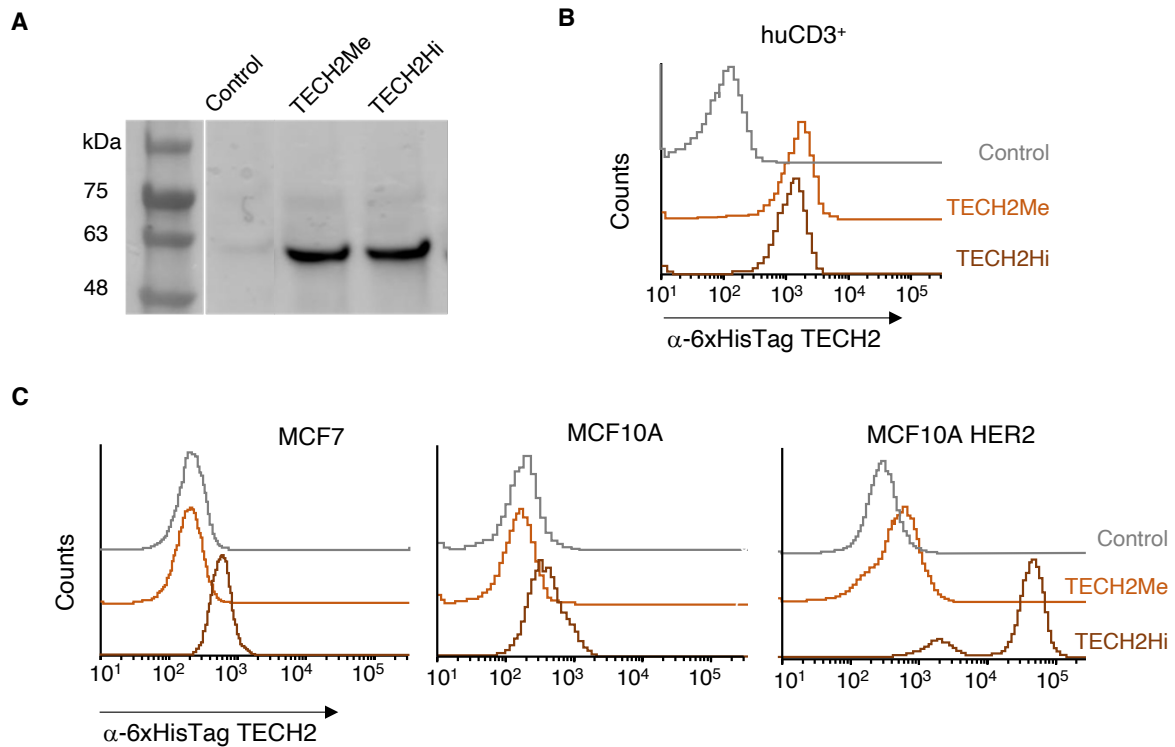 A
Control
TECH2Me
TECH2Hi
kDa
75
63
48
B
huCD3⁺
Counts
Control
TECH2Me
TECH2Hi
10¹ 10² 10³ 10⁴ 10⁵
α-6xHisTag TECH2
C
MCF7
MCF10A
MCF10A HER2
Counts
Control
TECH2Me
TECH2Hi
10¹ 10² 10³ 10⁴ 10⁵
10¹ 10² 10³ 10⁴ 10⁵
10¹ 10² 10³ 10⁴ 10⁵
α-6xHisTag TECH2